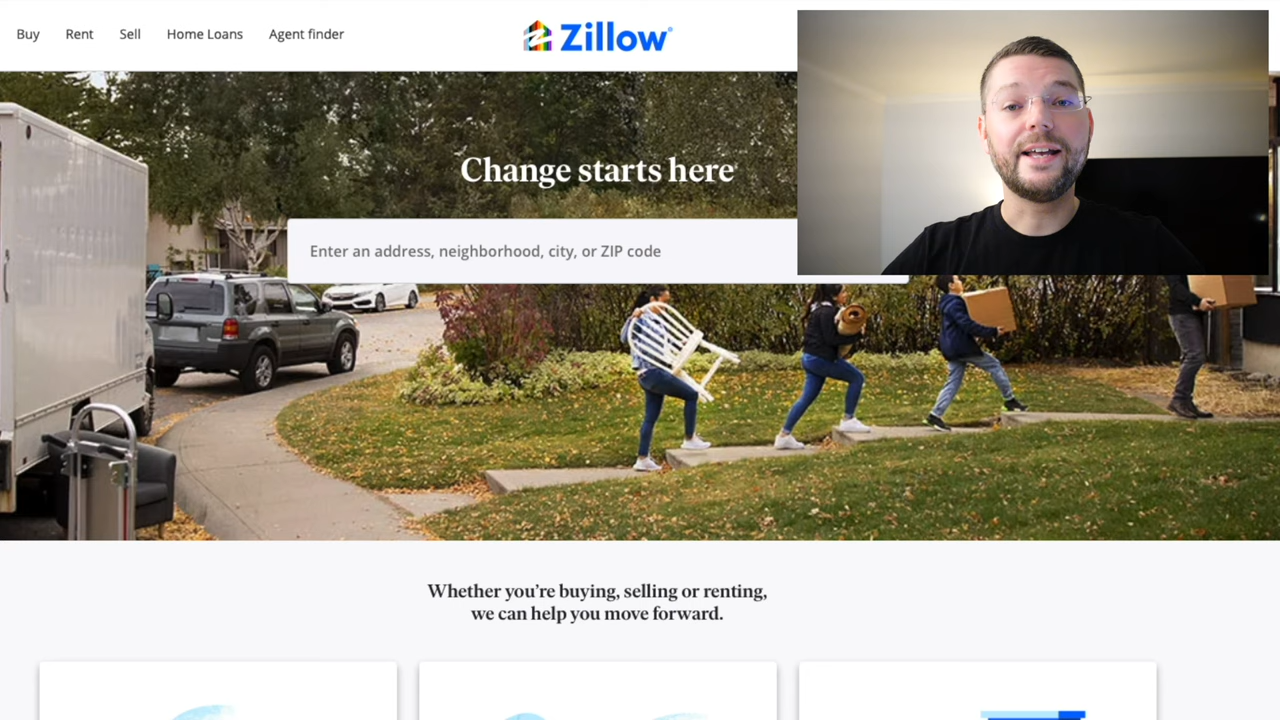 Buy Rent Sell Home Loans Agent finder
Zillow®
Change starts here
Enter an address, neighborhood, city, or ZIP code
Whether you’re buying, selling or renting,
we can help you move forward.